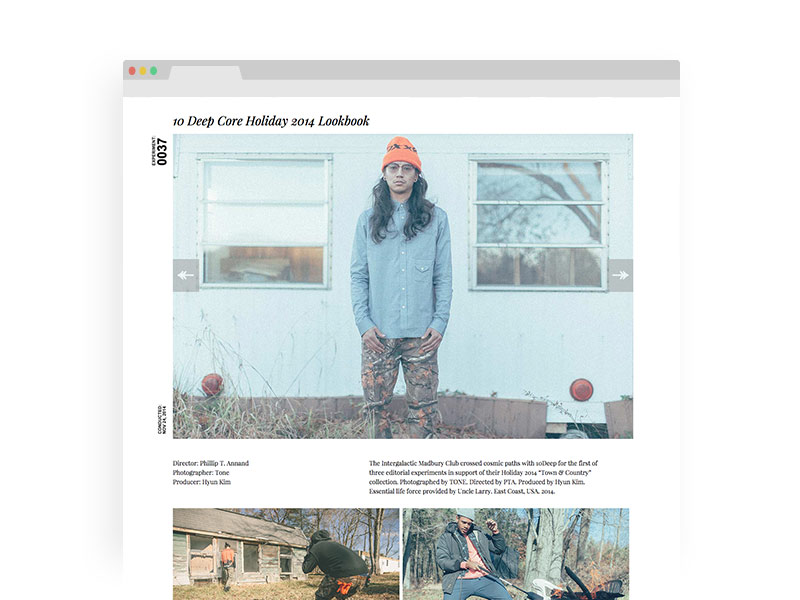 10 Deep Core Holiday 2014 Lookbook
EXPERIMENT:
0037
CONDUCTED:
NOV 24, 2014
Director: Phillip T. Annand
Photographer: Tone
Producer: Hyun Kim
The Intergalactic Madbury Club crossed cosmic paths with 10Deep for the first of
three editorial experiments in support of their Holiday 2014 “Town & Country”
collection. Photographed by TONE. Directed by PTA. Produced by Hyun Kim.
Essential life force provided by Uncle Larry. East Coast, USA, 2014.